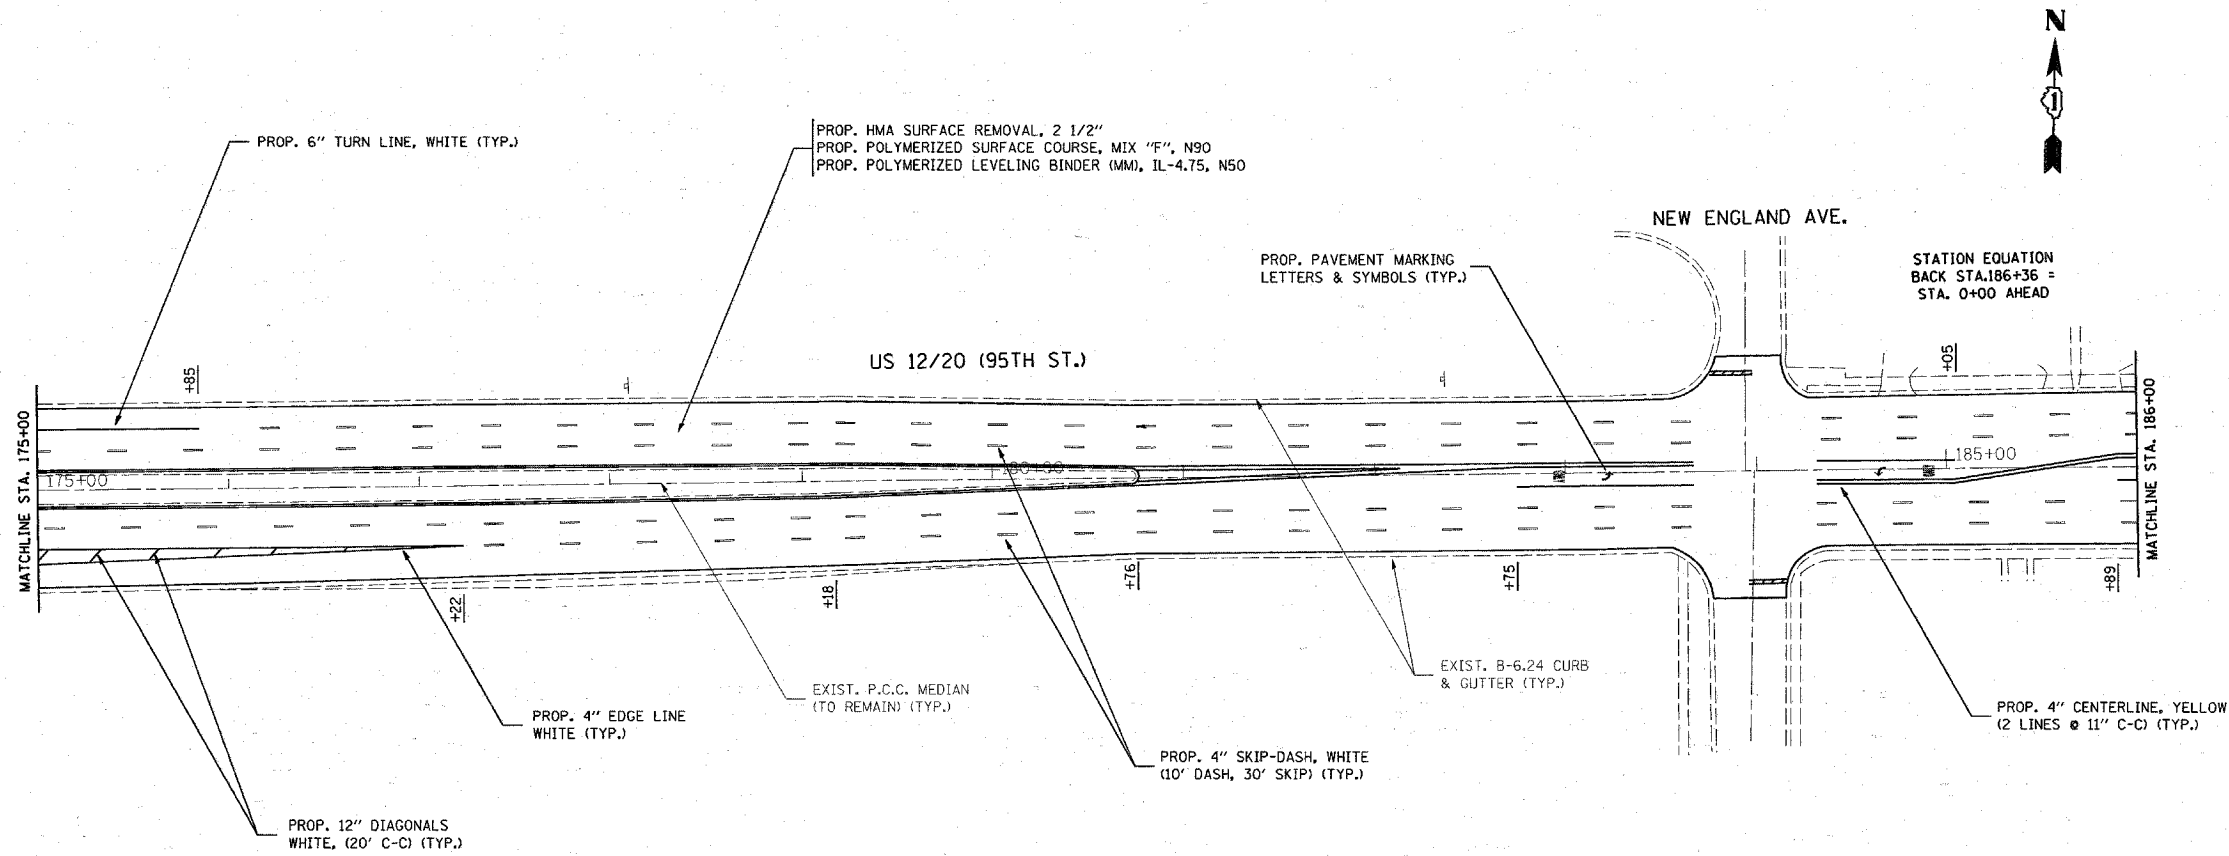 N
1
PROP. 6" TURN LINE, WHITE (TYP.)
PROP. HMA SURFACE REMOVAL, 2 1/2"
PROP. POLYMERIZED SURFACE COURSE, MIX "F", N90
PROP. POLYMERIZED LEVELING BINDER (MM), IL-4.75, N50
NEW ENGLAND AVE.
PROP. PAVEMENT MARKING
LETTERS & SYMBOLS (TYP.)
STATION EQUATION
BACK STA.186+36 =
STA. 0+00 AHEAD
US 12/20 (95TH ST.)
+85
+05
MATCHLINE STA. 175+00
175+00
180+00
185+00
MATCHLINE STA. 186+00
+22
+18
+76
+75
+89
EXIST. P.C.C. MEDIAN
(TO REMAIN) (TYP.)
EXIST. B-6.24 CURB
& GUTTER (TYP.)
PROP. 4" EDGE LINE
WHITE (TYP.)
PROP. 4" CENTERLINE, YELLOW
(2 LINES @ 11" C-C) (TYP.)
PROP. 4" SKIP-DASH, WHITE
(10' DASH, 30' SKIP) (TYP.)
PROP. 12" DIAGONALS
WHITE, (20' C-C) (TYP.)